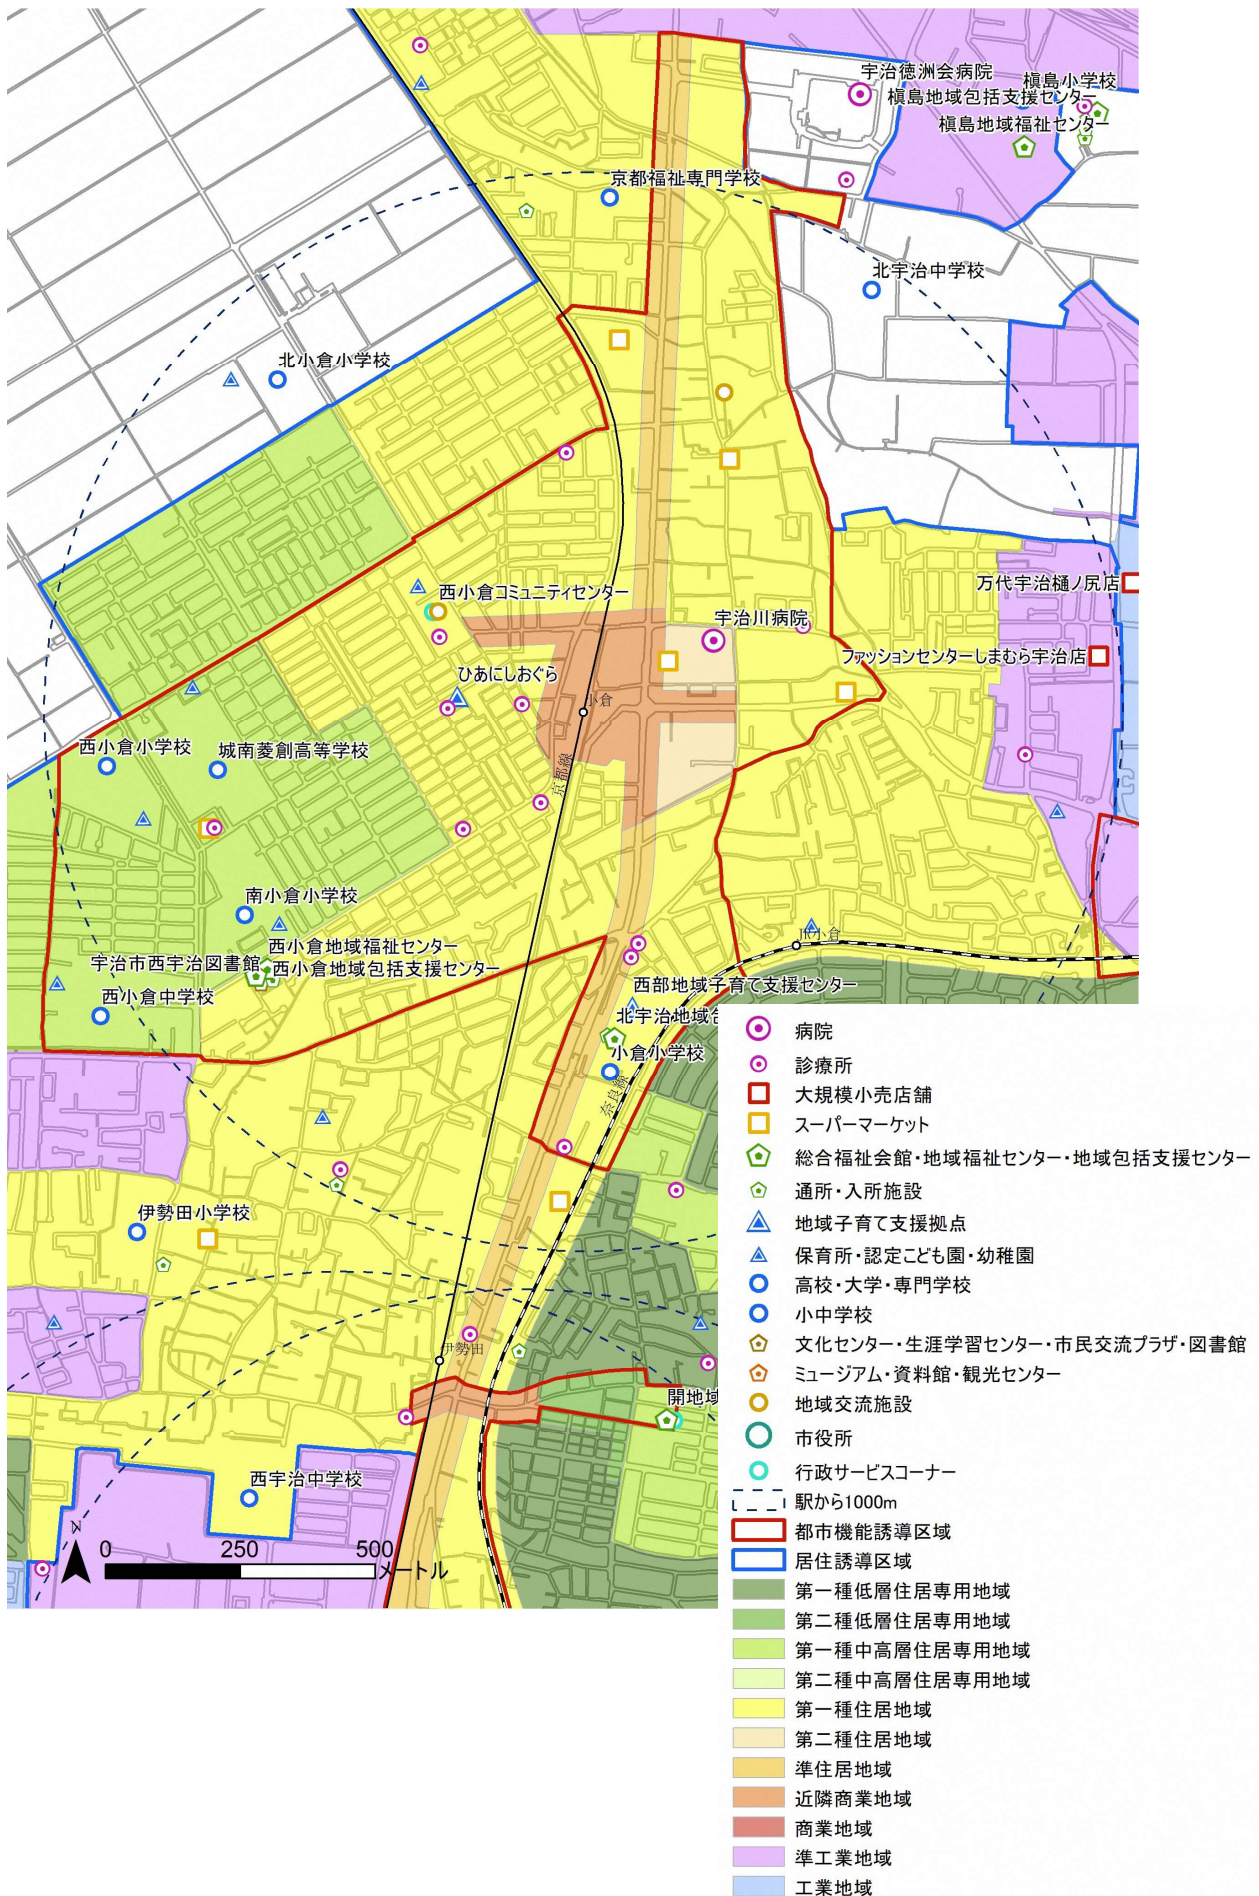 宇治徳洲会病院
槇島小学校
槇島地域包括支援センター
槇島地域福祉センター
京都福祉専門学校
北宇治中学校
北小倉小学校
万代宇治樋ノ尻店
西小倉コミュニティセンター
宇治川病院
ファッションセンターしまむら宇治店
ひあにしおぐら
小倉
西小倉小学校
城南菱創高等学校
京都線
南小倉小学校
JR小倉
西小倉地域福祉センター
宇治市西宇治図書館
西小倉地域包括支援センター
西部地域子育て支援センター
西小倉中学校
北宇治地域包
小倉小学校
奈良線
伊勢田小学校
伊勢田
開地域
西宇治中学校
N
0 250 500
メートル
病院
診療所
大規模小売店舗
スーパーマーケット
総合福祉会館・地域福祉センター・地域包括支援センター
通所・入所施設
地域子育て支援拠点
保育所・認定こども園・幼稚園
高校・大学・専門学校
小中学校
文化センター・生涯学習センター・市民交流プラザ・図書館
ミュージアム・資料館・観光センター
地域交流施設
市役所
行政サービスコーナー
駅から1000m
都市機能誘導区域
居住誘導区域
第一種低層住居専用地域
第二種低層住居専用地域
第一種中高層住居専用地域
第二種中高層住居専用地域
第一種住居地域
第二種住居地域
準住居地域
近隣商業地域
商業地域
準工業地域
工業地域